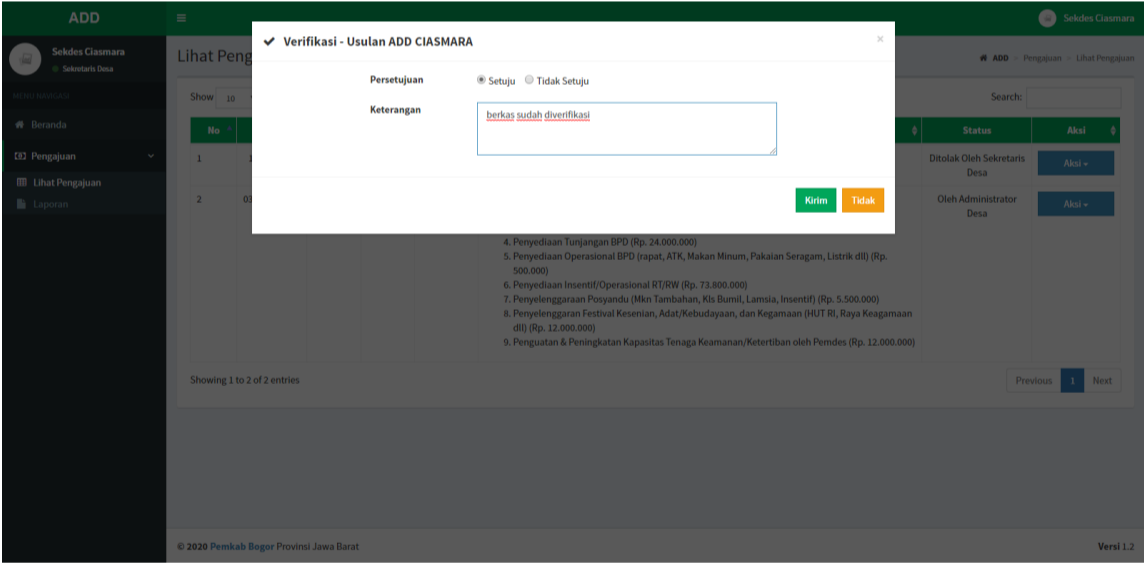 ADD
Sekdes Ciasmara
Sekdes Ciasmara
Sekretaris Desa
MENU NAVIGASI
Beranda
Pengajuan
Lihat Pengajuan
Laporan
Lihat Peng
ADD > Pengajuan > Lihat Pengajuan
Verifikasi - Usulan ADD CIASMARA
×
Persetujuan
Setuju
Tidak Setuju
Keterangan
berkas sudah diverifikasi
Kirim
Tidak
Show 10
Search:
No
Status
Aksi
1
Ditolak Oleh Sekretaris
Desa
Aksi
2
03
Oleh Administrator
Desa
Aksi
4. Penyediaan Tunjangan BPD (Rp. 24.000.000)
5. Penyediaan Operasional BPD (rapat, ATK, Makan Minum, Pakaian Seragam, Listrik dll) (Rp.
500.000)
6. Penyediaan Insentif/Operasional RT/RW (Rp. 73.800.000)
7. Penyelenggaraan Posyandu (Mkn Tambahan, Kls Bumil, Lamsia, Insentif) (Rp. 5.500.000)
8. Penyelenggaran Festival Kesenian, Adat/Kebudayaan, dan Kegamaan (HUT RI, Raya Keagamaan
dll) (Rp. 12.000.000)
9. Penguatan & Peningkatan Kapasitas Tenaga Keamanan/Ketertiban oleh Pemdes (Rp. 12.000.000)
Showing 1 to 2 of 2 entries
Previous
1
Next
© 2020 Pemkab Bogor Provinsi Jawa Barat
Versi 1.2